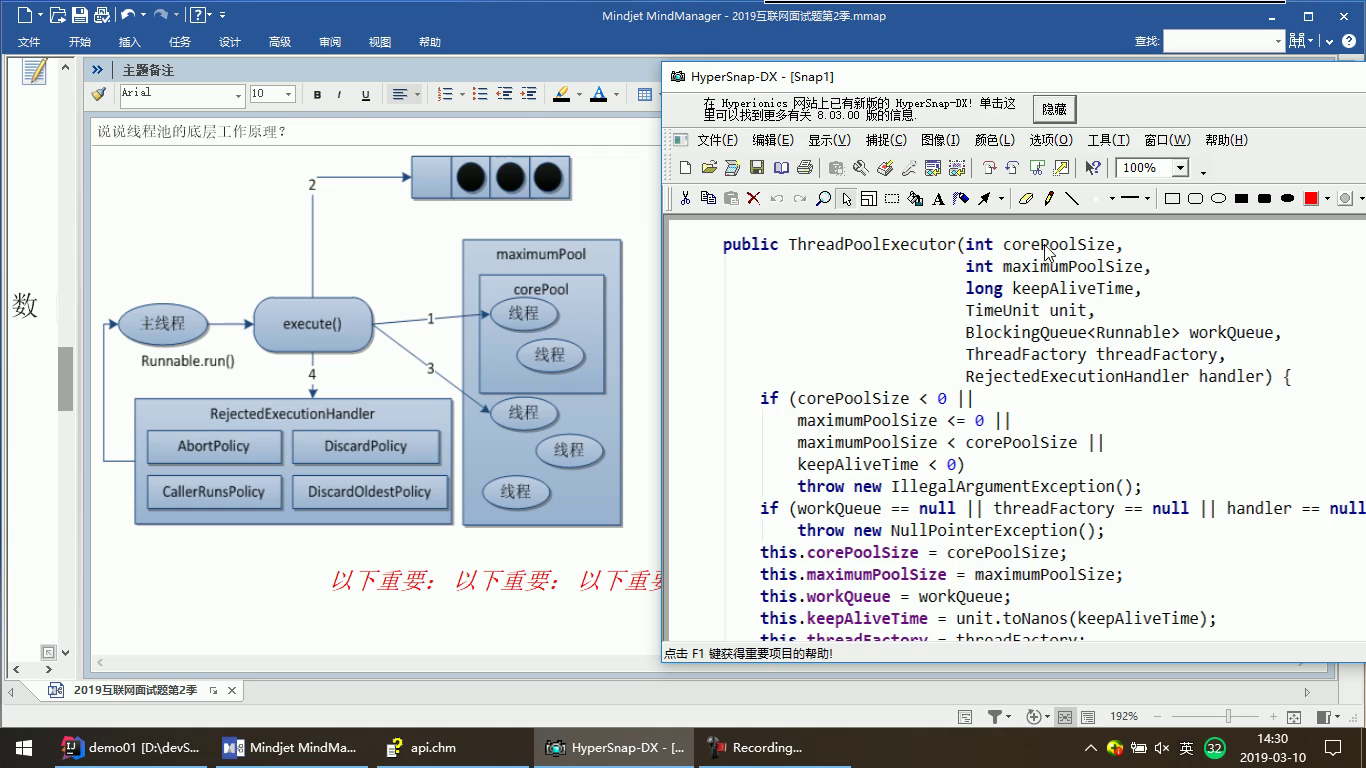 Mindjet MindManager - 2019互联网面试题第2季.mmap
文件 开始 插入 任务 设计 高级 审阅 视图 帮助
查找:
主题备注
Arial 10 B I U A
说说线程池的底层工作原理?
数
2
maximumPool
corePool
线程
线程
主线程
execute()
1
Runnable.run()
4
3
线程
线程
线程
RejectedExecutionHandler
AbortPolicy DiscardPolicy
CallerRunsPolicy DiscardOldestPolicy
以下重要: 以下重要: 以下重要
HyperSnap-DX - [Snap1]
在 Hyperionics 网站上已有新版的 HyperSnap-DX! 单击这
里可以找到更多有关 8.03.00 版的信息.
隐藏
文件(F) 编辑(E) 显示(V) 捕捉(C) 图像(I) 颜色(L) 选项(O) 工具(T) 窗口(W) 帮助(H)
100%
public ThreadPoolExecutor(int corePoolSize,
int maximumPoolSize,
long keepAliveTime,
TimeUnit unit,
BlockingQueue<Runnable> workQueue,
ThreadFactory threadFactory,
RejectedExecutionHandler handler) {
if (corePoolSize < 0 ||
maximumPoolSize <= 0 ||
maximumPoolSize < corePoolSize ||
keepAliveTime < 0)
throw new IllegalArgumentException();
if (workQueue == null || threadFactory == null || handler == null
throw new NullPointerException();
this.corePoolSize = corePoolSize;
this.maximumPoolSize = maximumPoolSize;
this.workQueue = workQueue;
this.keepAliveTime = unit.toNanos(keepAliveTime);
this.threadFactory = threadFactory;
点击 F1 键获得重要项目的帮助!
2019互联网面试题第2季
192%
demo01 [D:\devS... Mindjet MindMa... api.chm HyperSnap-DX - [... Recording...
英 32
14:30
2019-03-10